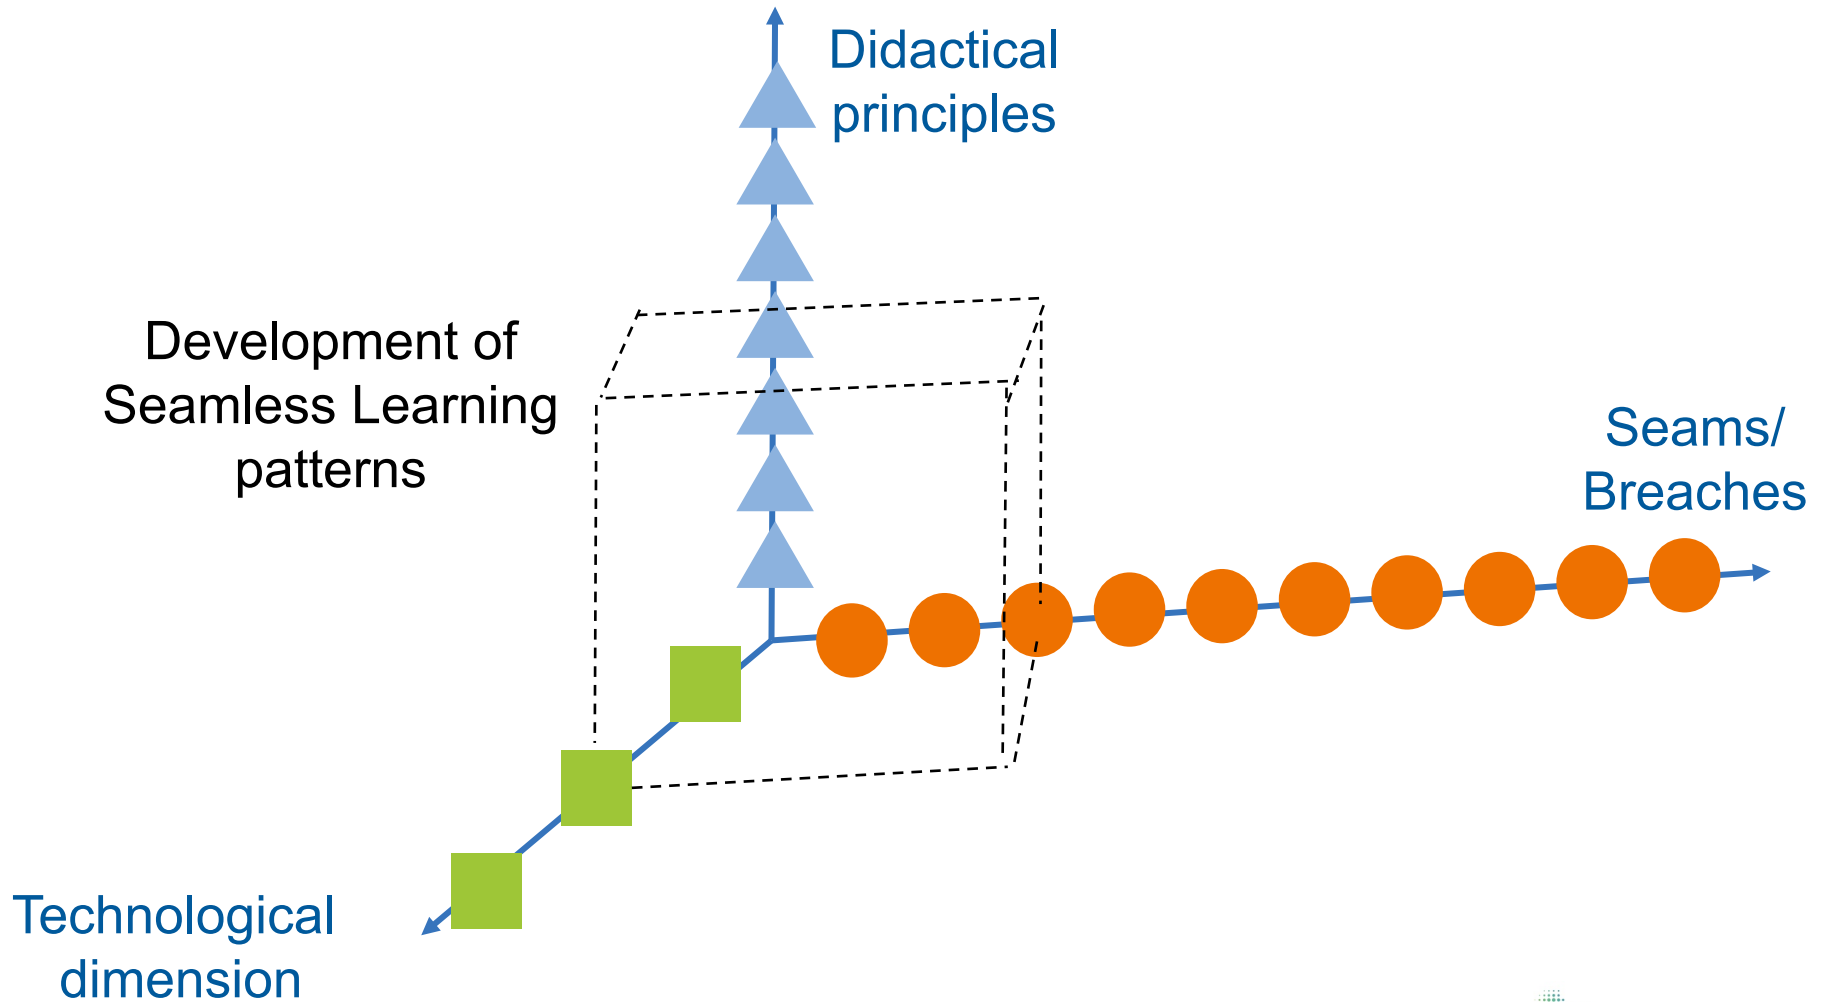 Didactical
principles
Development of
Seamless Learning
patterns
Seams/
Breaches
Technological
dimension